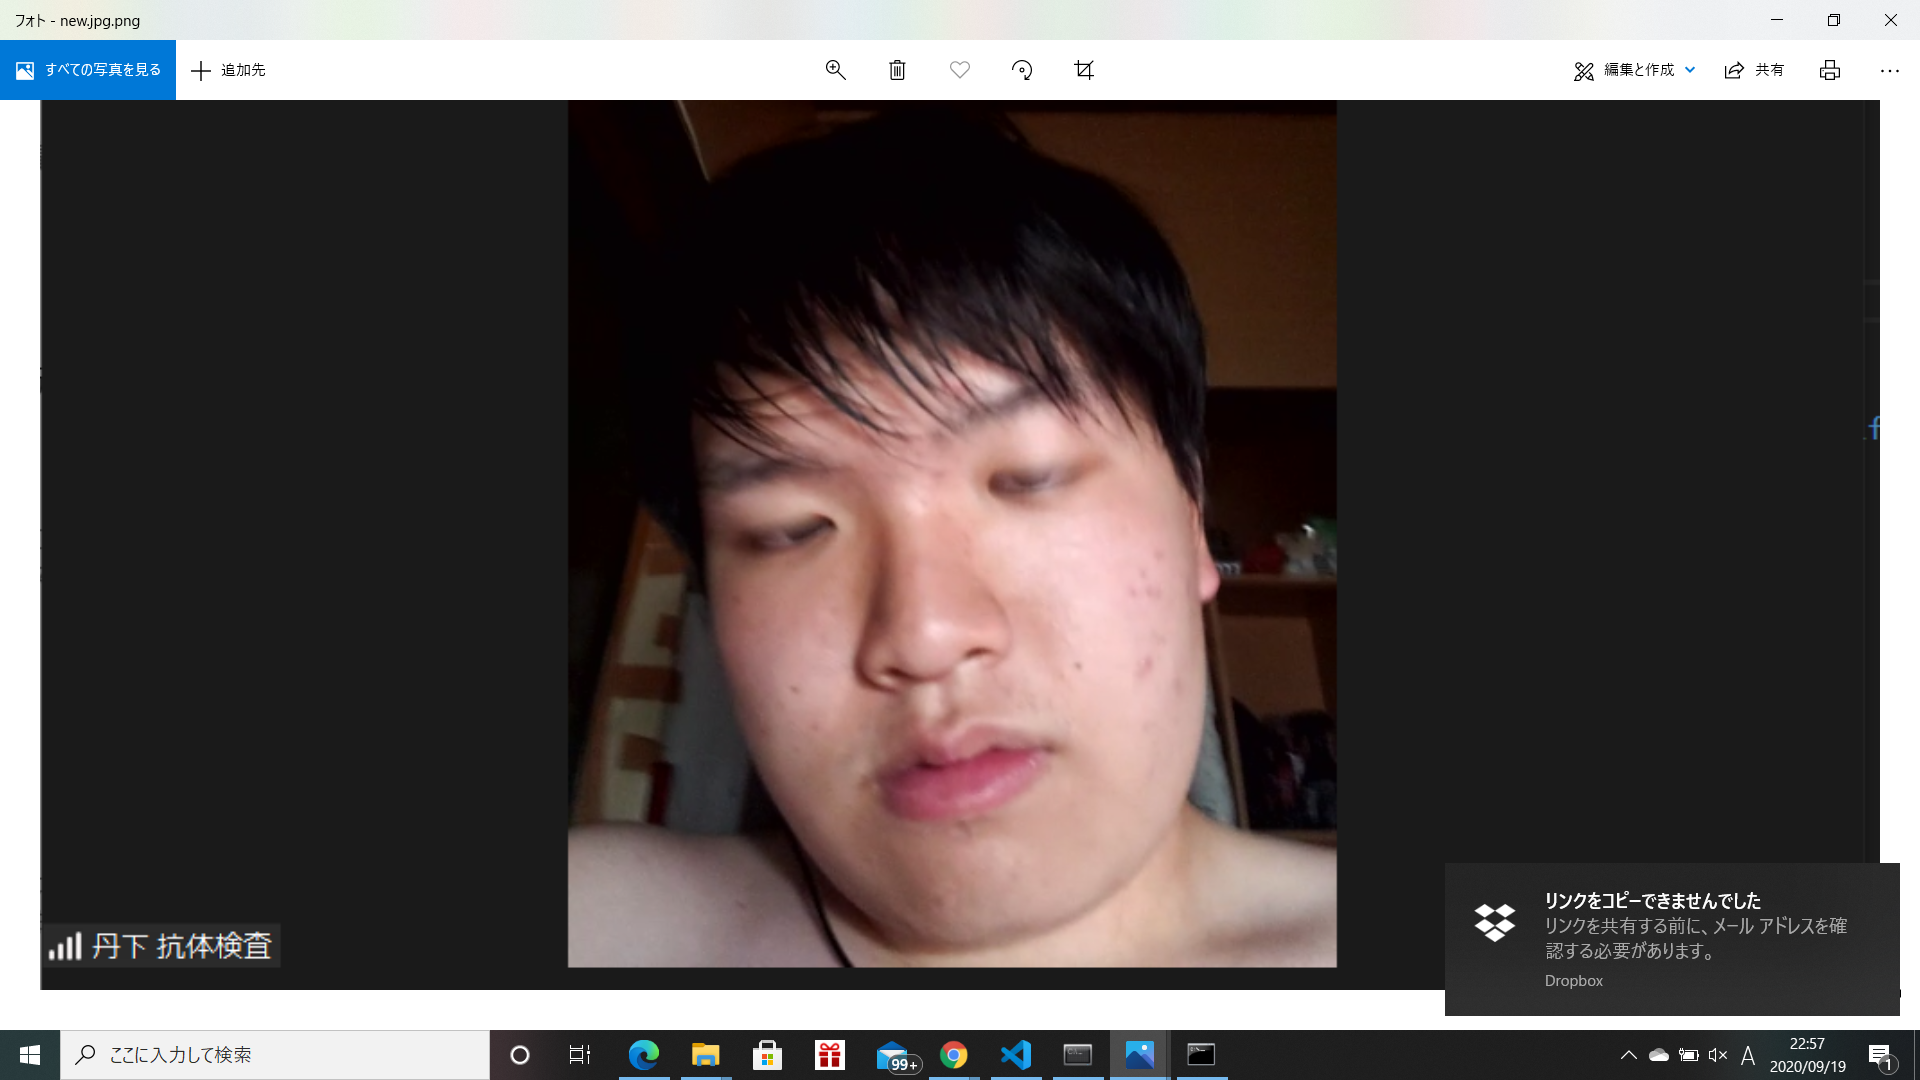 フォト - new.jpg.png
すべての写真を見る
追加先
編集と作成
共有
f
丹下 抗体検査
リンクをコピーできませんでした
リンクを共有する前に、メール アドレスを確
認する必要があります。
Dropbox
ここに入力して検索
99+
A
22:57
2020/09/19
1